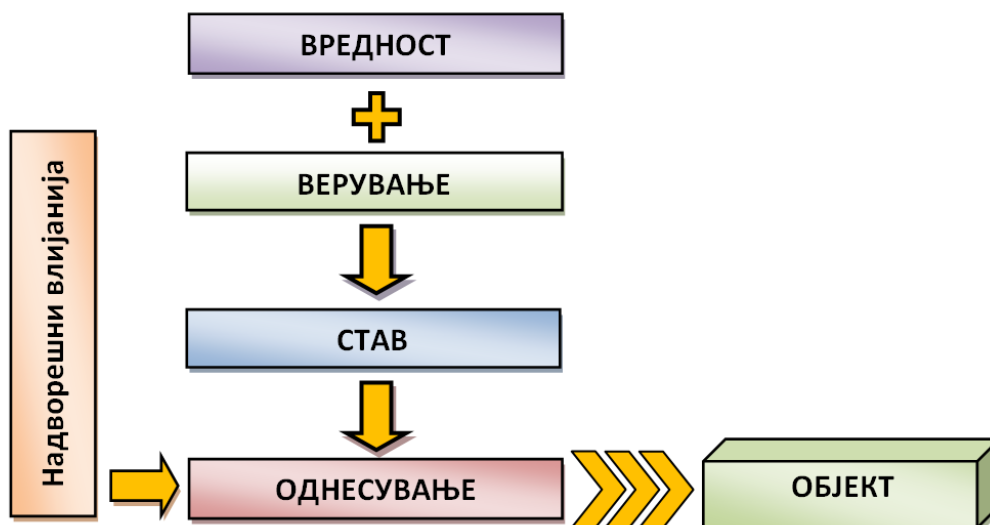 ВРЕДНОСТ
ВЕРУВАЊЕ
Надворешни влијанија
СТАВ
ОДНЕСУВАЊЕ
ОБЈЕКТ